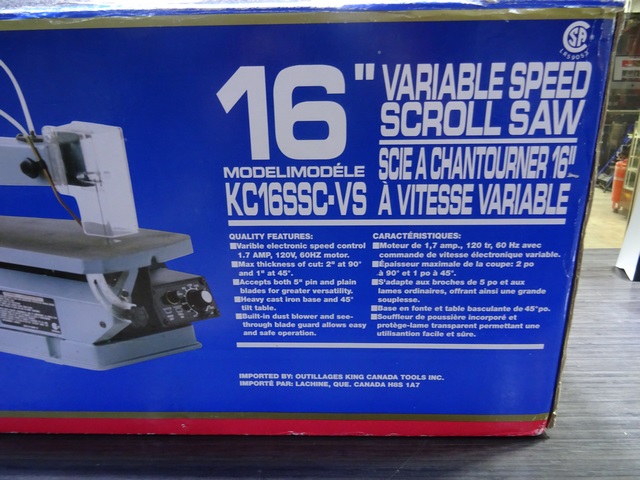 CSA
LR59053
16"
VARIABLE SPEED
SCROLL SAW
MODEL/MODÉLE
KC16SSC-VS
SCIE A CHANTOURNER 16"
À VITESSE VARIABLE
QUALITY FEATURES:
■Varible electronic speed control
1.7 AMP, 120V, 60HZ motor.
■Max thickness of cut: 2" at 90°
and 1" at 45°.
■Accepts both 5" pin and plain
blades for greater versatility.
■Heavy cast iron base and 45°
tilt table.
■Built-in dust blower and see-
through blade guard allows easy
and safe operation.
CARACTÉRISTIQUES:
■Moteur de 1,7 amp., 120 tr, 60 Hz avec
commande de vitesse électronique variable.
■Épaisseur maximale de la coupe: 2 po
à 90° et 1 po à 45°.
■S'adapte aux broches de 5 po et aux
lames ordinaires, offrant ainsi une grande
souplesse.
■Base en fonte et table basculante de 45°po.
■Souffleur de poussière incorporé et
protège-lame transparent permettant une
utilisation facile et sûre.
IMPORTED BY: OUTILLAGES KING CANADA TOOLS INC.
IMPORTÉ PAR: LACHINE, QUE. CANADA H8S 1A7